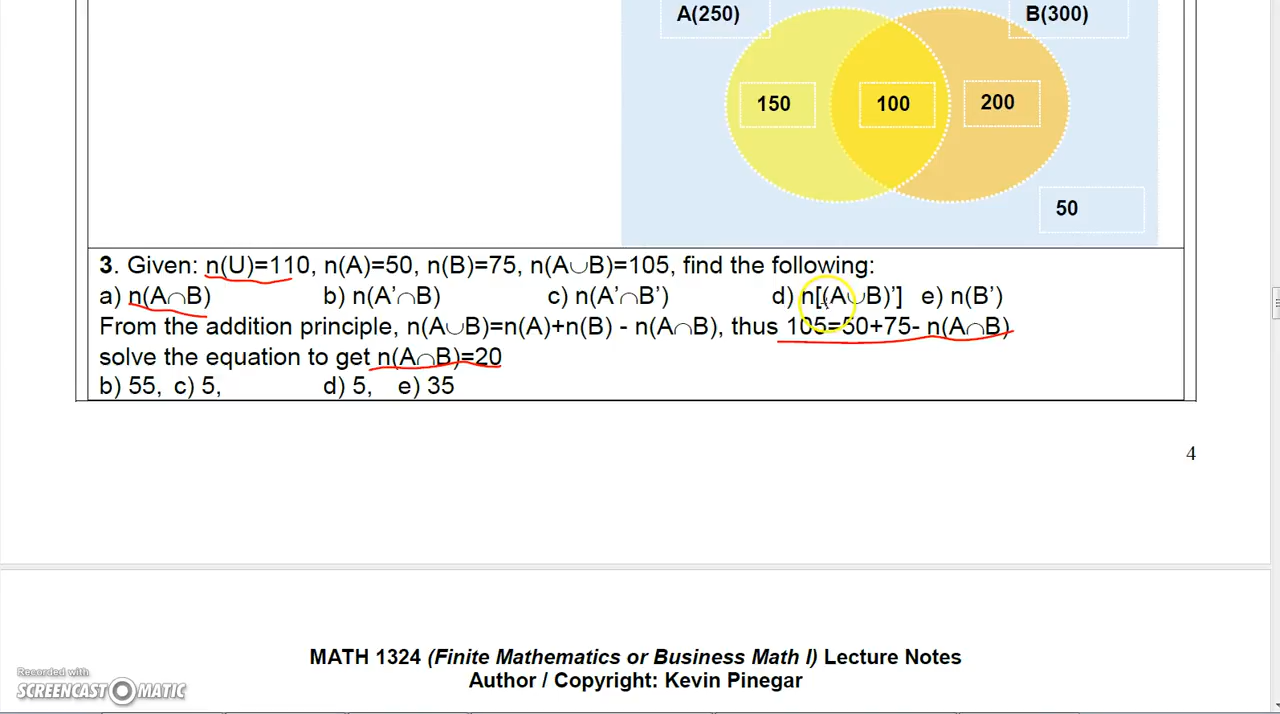 A(250) B(300)
150 100 200
50
3. Given: n(U)=110, n(A)=50, n(B)=75, n(A∪B)=105, find the following:
a) n(A∩B) b) n(A’∩B) c) n(A’∩B’) d) n[(A∪B)’] e) n(B’)
From the addition principle, n(A∪B)=n(A)+n(B) - n(A∩B), thus 105=50+75- n(A∩B)
solve the equation to get n(A∩B)=20
b) 55, c) 5, d) 5, e) 35
4
MATH 1324 (Finite Mathematics or Business Math I) Lecture Notes
Author / Copyright: Kevin Pinegar
Recorded with
SCREENCAST-O-MATIC